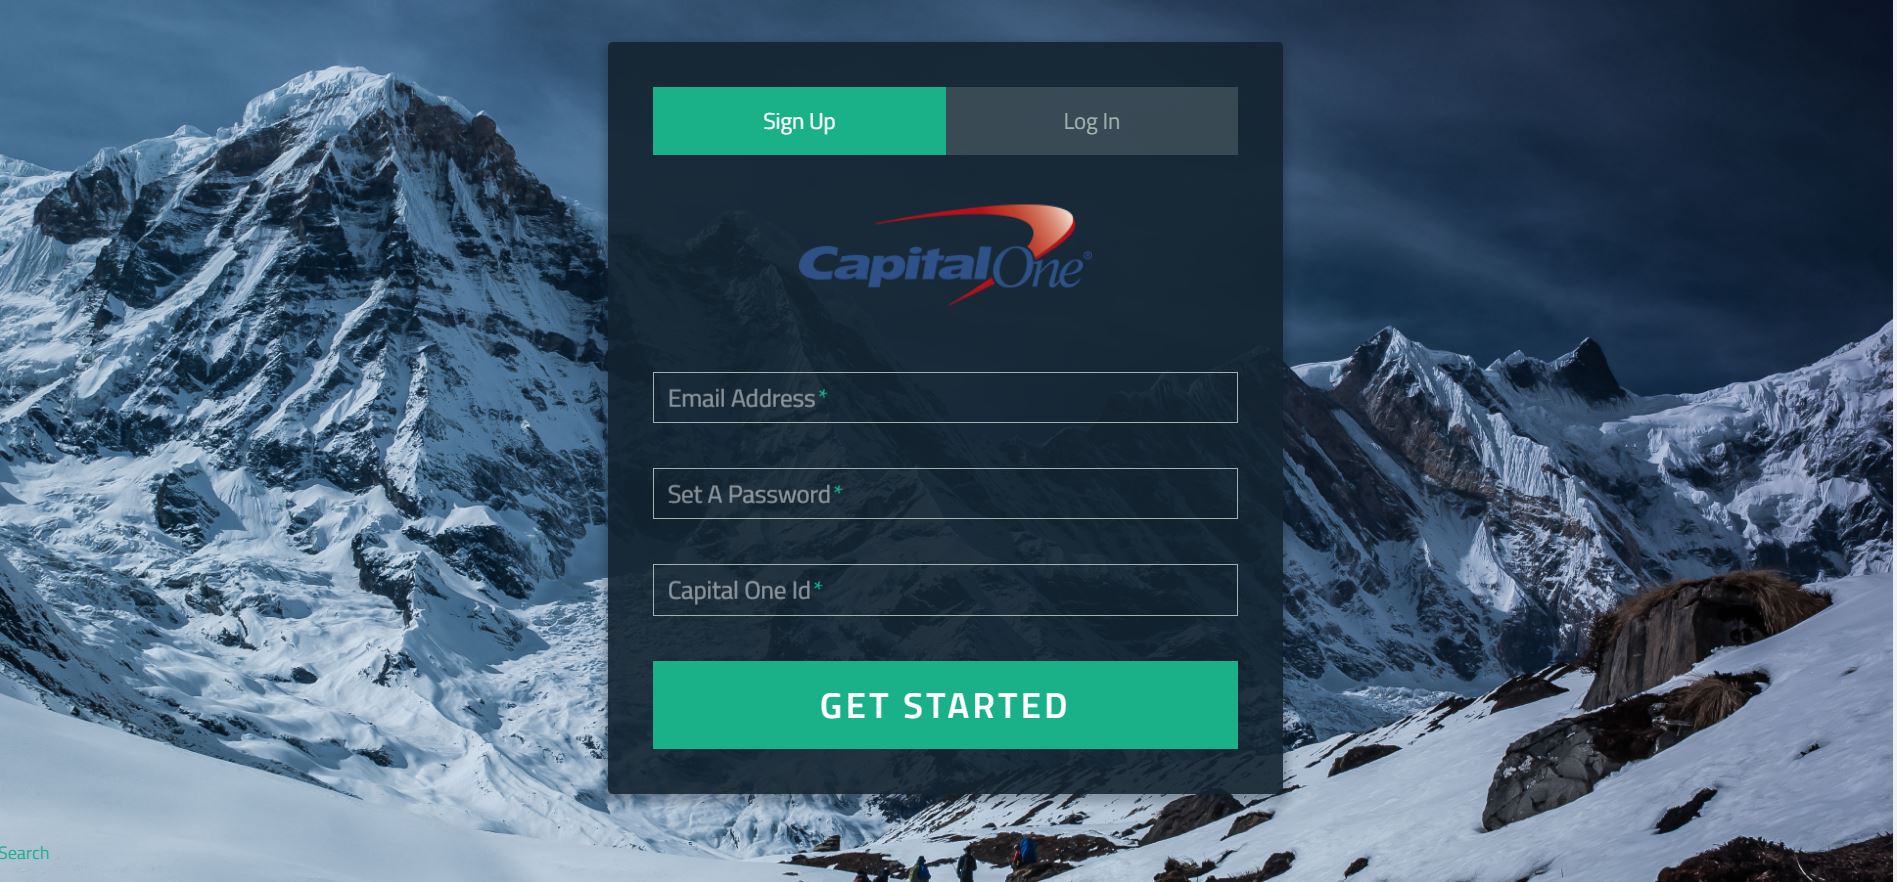 Sign Up
Log In
CapitalOne®
Email Address*
Set A Password*
Capital One Id*
GET STARTED
Search